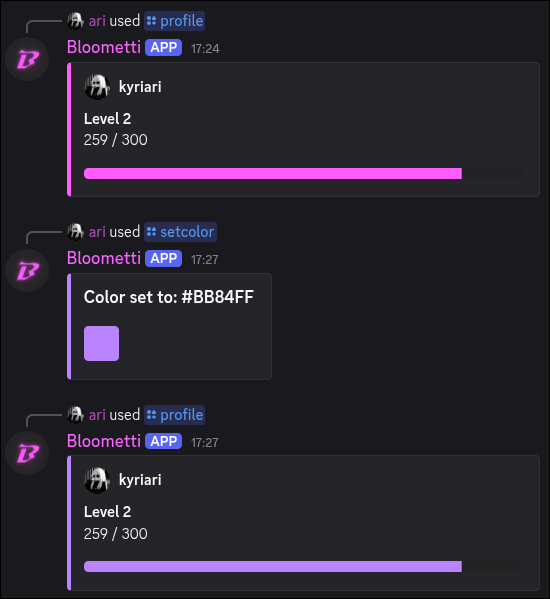 ari used profile
Bloometti APP 17:24
kyriari
Level 2
259 / 300
ari used setcolor
Bloometti APP 17:27
Color set to: #BB84FF
ari used profile
Bloometti APP 17:27
kyriari
Level 2
259 / 300